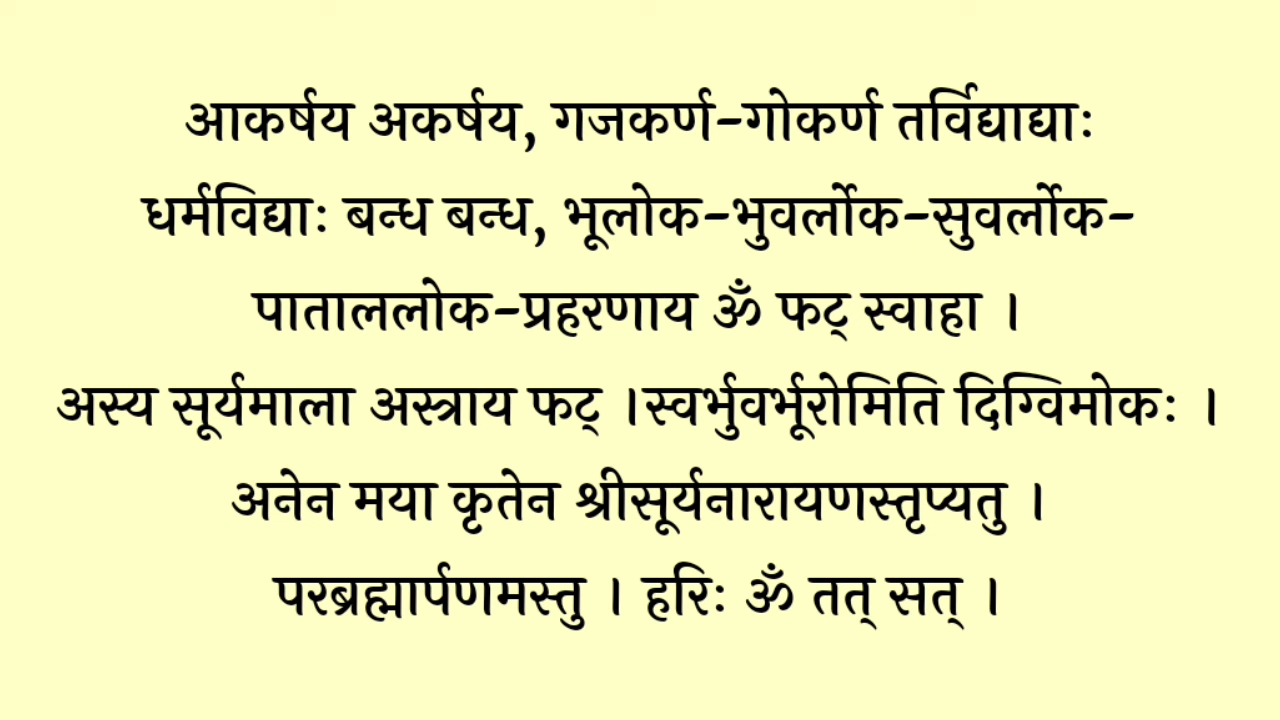 आकर्षय अकर्षय, गजकर्ण-गोकर्ण तर्विद्याद्याः
धर्मविद्याः बन्ध बन्ध, भूलोक-भुवर्लोक-सुवर्लोक-
पाताललोक-प्रहरणाय ॐ फट् स्वाहा ।
अस्य सूर्यमाला अस्त्राय फट् ।स्वर्भुवर्भूरोमिति दिग्विमोकः ।
अनेन मया कृतेन श्रीसूर्यनारायणस्तृप्यतु ।
परब्रह्मार्पणमस्तु । हरिः ॐ तत् सत् ।